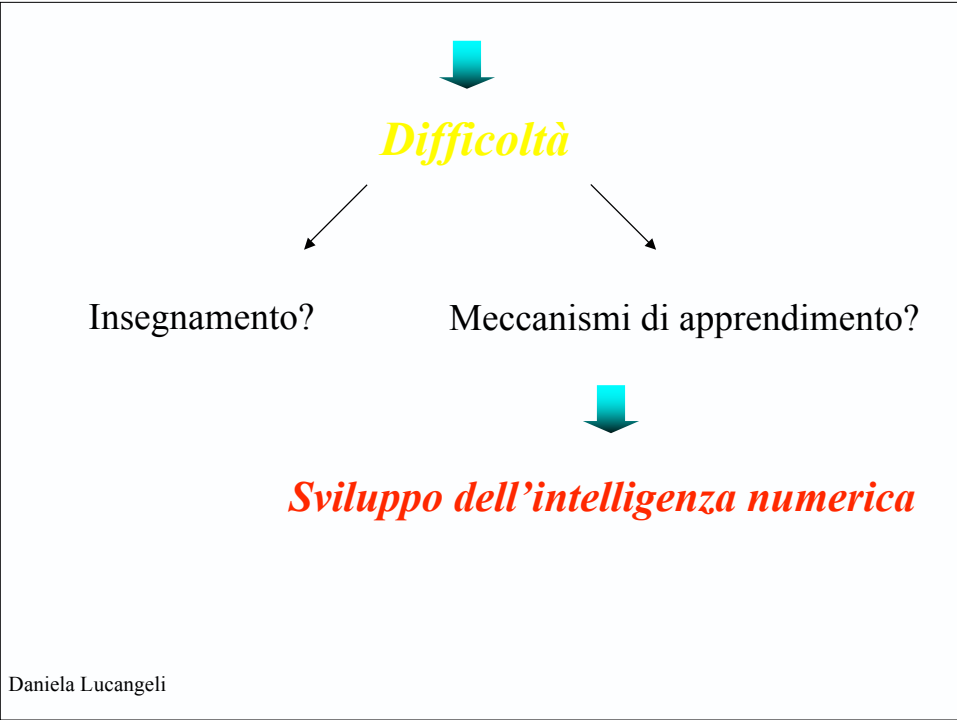 Difficoltà
Insegnamento?
Meccanismi di apprendimento?
Sviluppo dell’intelligenza numerica
Daniela Lucangeli